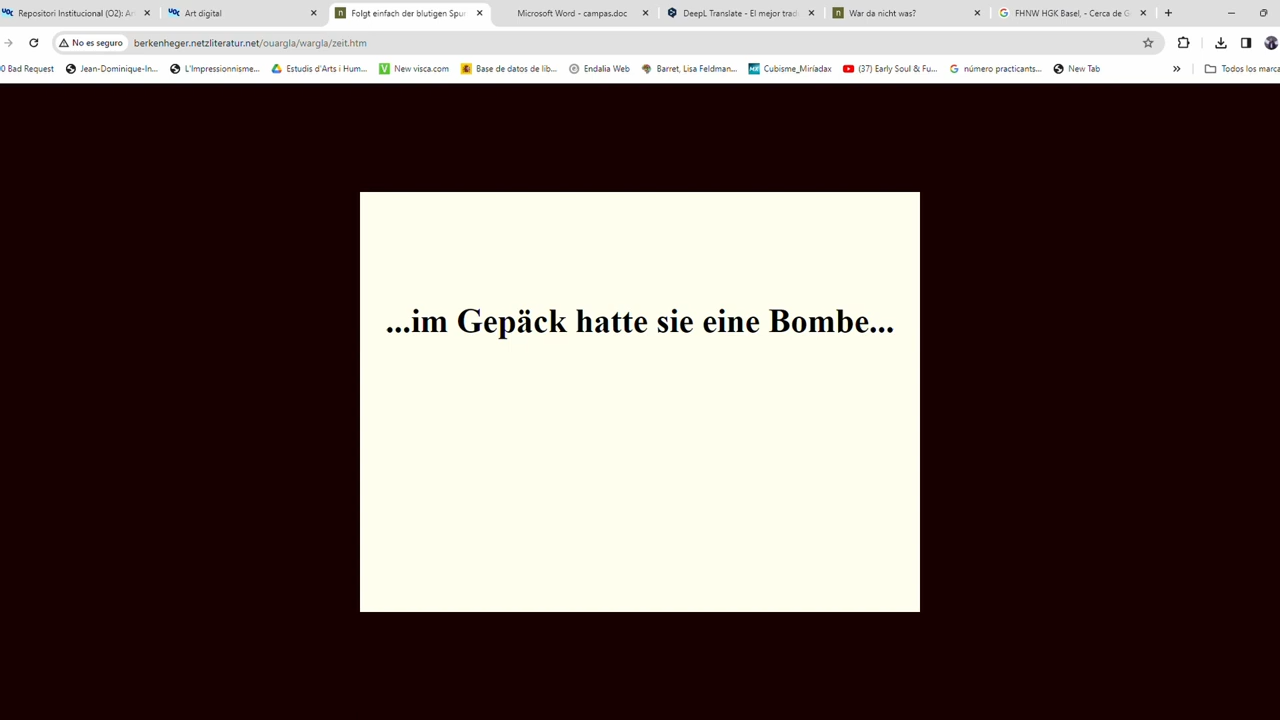 Repositori Institucional (O2): Ar
Art digital
Folgt einfach der blutigen Spur
Microsoft Word - campas.doc
DeepL Translate - El mejor trad
War da nicht was?
FHNW HGK Basel, - Cerca de G
No es seguro
berkenheger.netzliteratur.net/ouargla/wargla/zeit.htm
00 Bad Request
Jean-Dominique-In...
L'Impressionnisme...
Estudis d'Arts i Hum...
New visca.com
Base de datos de lib...
Endalia Web
Barret, Lisa Feldman...
Cubisme_Miríadax
(37) Early Soul & Fu...
número practicants...
New Tab
Todos los marca
...im Gepäck hatte sie eine Bombe...